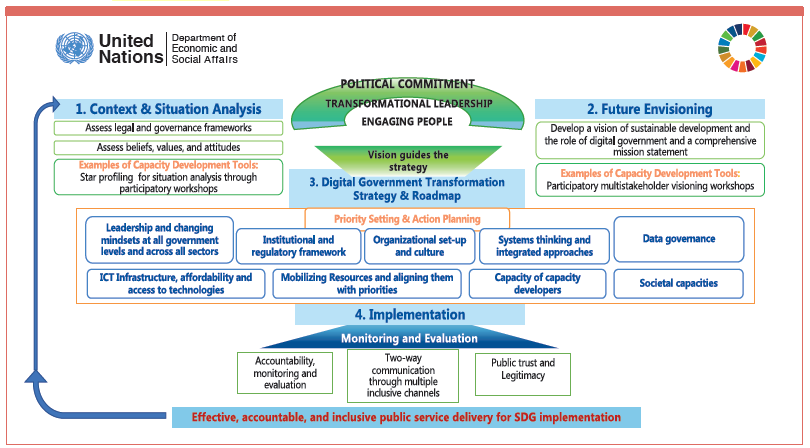 United
Nations
Department of
Economic and
Social Affairs
POLITICAL COMMITMENT
TRANSFORMATIONAL LEADERSHIP
ENGAGING PEOPLE
1. Context & Situation Analysis
Assess legal and governance frameworks
Assess beliefs, values, and attitudes
Examples of Capacity Development Tools:
Star profiling for situation analysis through
participatory workshops
2. Future Envisioning
Develop a vision of sustainable development and
the role of digital government and a comprehensive
mission statement
Examples of Capacity Development Tools:
Participatory multistakeholder visioning workshops
Vision guides the
strategy
3. Digital Government Transformation
Strategy & Roadmap
Priority Setting & Action Planning
Leadership and changing
mindsets at all government
levels and across all sectors
Institutional and
regulatory framework
Organizational set-up
and culture
Systems thinking and
integrated approaches
Data governance
ICT Infrastructure, affordability and
access to technologies
Mobilizing Resources and aligning them
with priorities
Capacity of capacity
developers
Societal capacities
4. Implementation
Monitoring and Evaluation
Accountability,
monitoring and
evaluation
Two-way
communication
through multiple
inclusive channels
Public trust and
Legitimacy
Effective, accountable, and inclusive public service delivery for SDG implementation